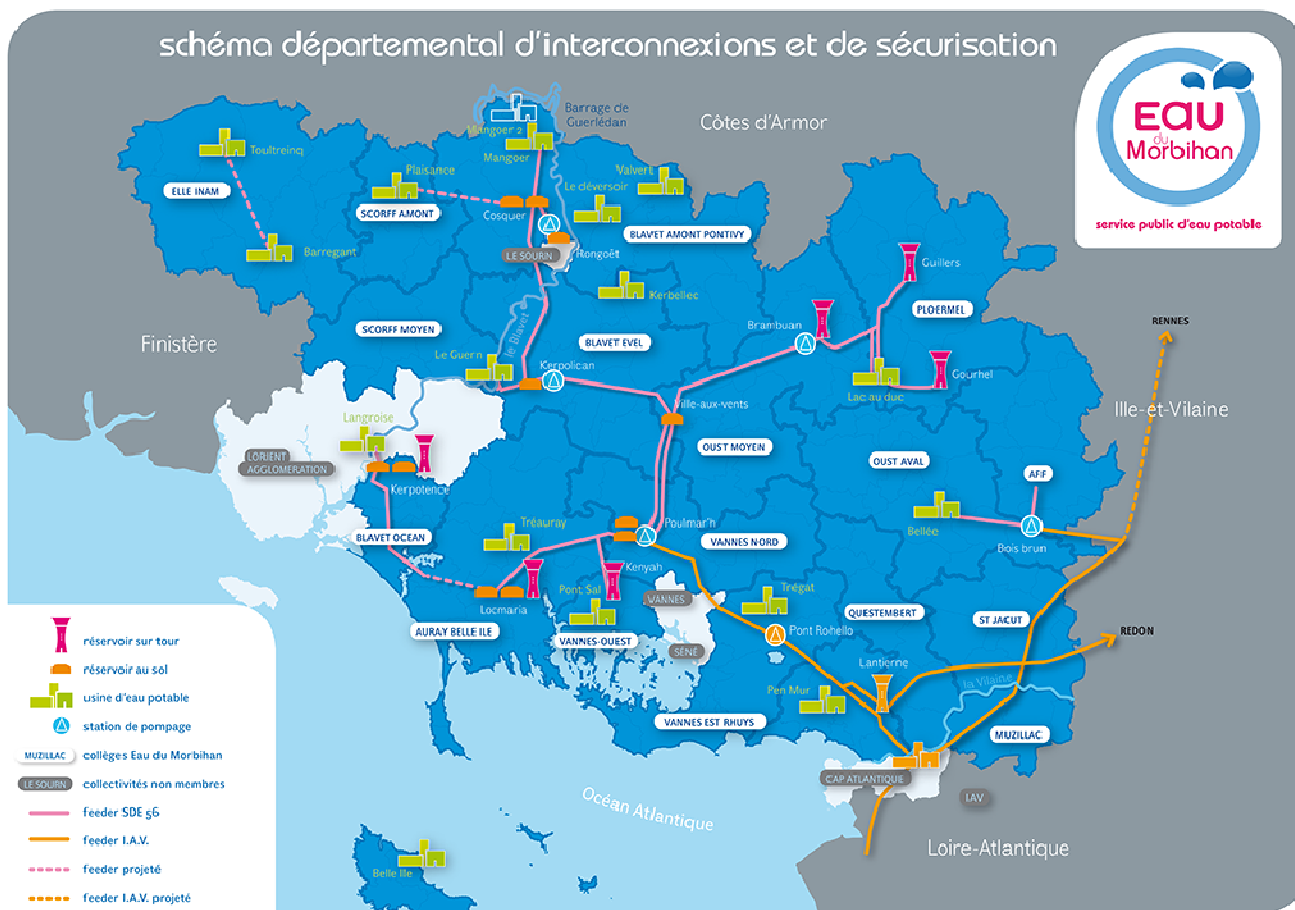 schéma départemental d'interconnexions et de sécurisation
EAU
du
Morbihan
service public d'eau potable
Barrage de
Guerlédan
Côtes d'Armor
Mangoer 2
Mangoer
Toultreincq
Plaisance
Valvert
Le déversoir
ELLE INAM
SCORFF AMONT
Cosquer
BLAVET AMONT PONTIVY
Barregant
LE SOURN
Rongoët
Guillers
Kerbellec
PLOERMEL
SCORFF MOYEN
le Blavet
BLAVET EVEL
Brambuan
RENNES
Finistère
Le Guern
Kerpolican
Gourhel
Lac au duc
Ille-et-Vilaine
Ville-aux-vents
Langroise
LORIENT
AGGLOMERATION
OUST MOYEN
OUST AVAL
AFIF
Kerpotence
Bellée
Bois brun
Tréauray
Poulmar'h
BLAVET OCEAN
VANNES NORD
Kenyah
Locmaria
Pont Sal
VANNES
Trégat
QUESTEMBERT
ST JACUT
AURAY BELLE ILE
VANNES-OUEST
Pont Rohello
REDON
SÉNÉ
Lantierne
la Vilaine
Pen Mur
VANNES EST RHUYS
MUZILLAC
CAP ATLANTIQUE
IAV
Océan Atlantique
Loire-Atlantique
Belle Ile
réservoir sur tour
réservoir au sol
usine d'eau potable
station de pompage
MUZILLAC collèges Eau du Morbihan
LE SOURN collectivités non membres
feeder SDE 56
feeder I.A.V.
feeder projeté
feeder I.A.V. projeté